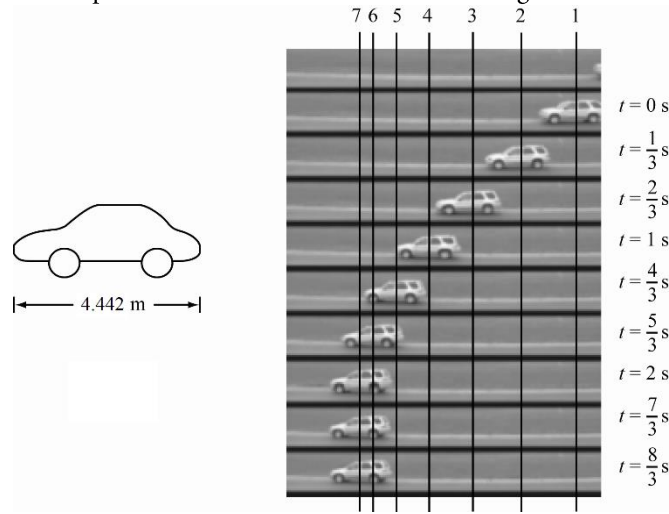 7 6 5 4 3 2 1
t = 0 s
t = 1/3 s
t = 2/3 s
t = 1 s
t = 4/3 s
t = 5/3 s
t = 2 s
t = 7/3 s
t = 8/3 s
4.442 m